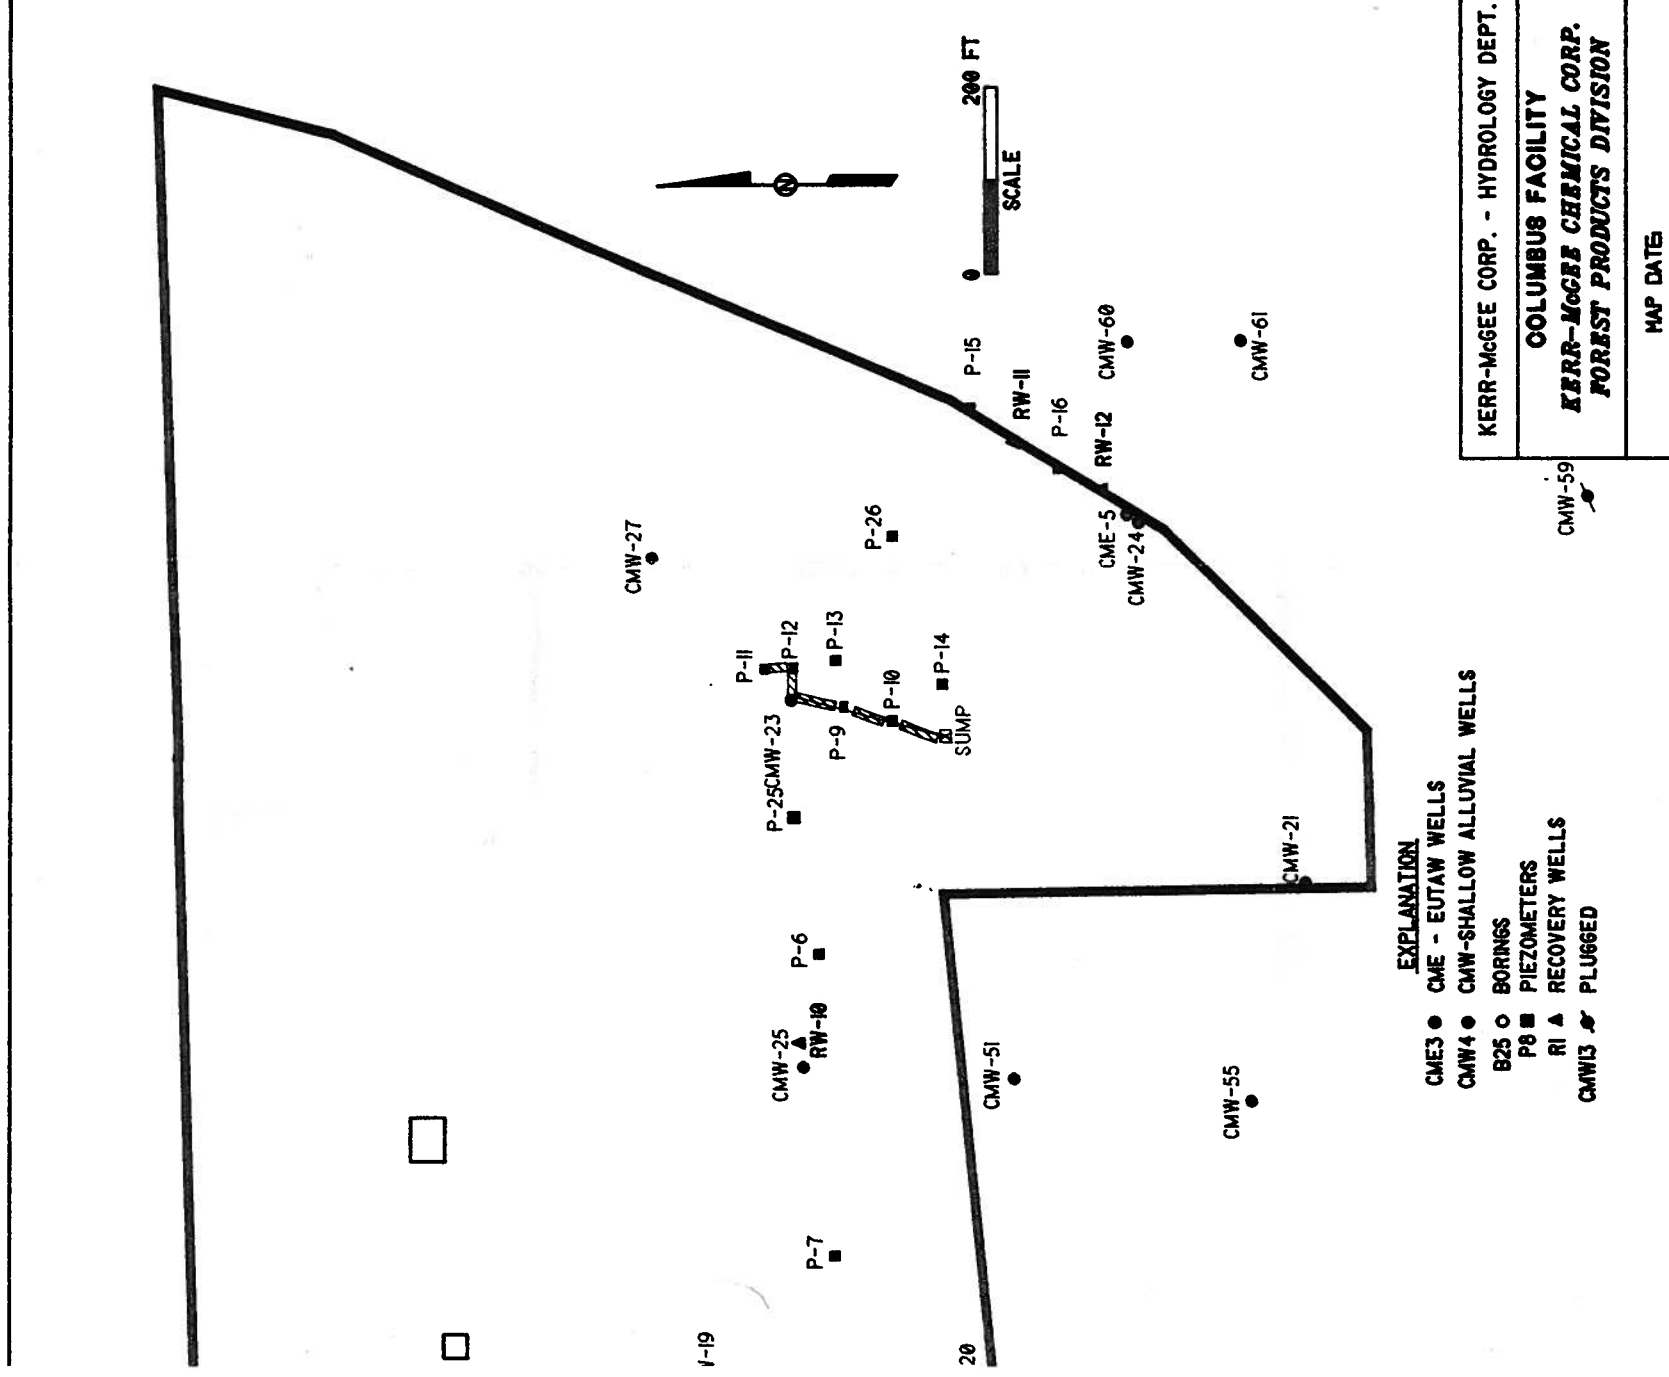 CMW-27
P-11
P-12
P-13
P-26
P-25
CMW-23
P-9
P-10
P-14
SUMP
P-6
CMW-25
RW-10
P-7
CMW-51
CMW-55
CMW-21
20
N
0
200 FT
SCALE
P-15
RW-11
P-16
RW-12
CME-5
CMW-24
CMW-60
CMW-61
CMW-59
EXPLANATION
CME3 ● CME - EUTAW WELLS
CMW4 ● CMW-SHALLOW ALLUVIAL WELLS
B25 ○ BORINGS
P8 ■ PIEZOMETERS
R1 ▲ RECOVERY WELLS
CMW13 PLUGGED
KERR-McGEE CORP. - HYDROLOGY DEPT.
COLUMBUS FACILITY
KERR-McGEE CHEMICAL CORP.
FOREST PRODUCTS DIVISION
MAP DATE: